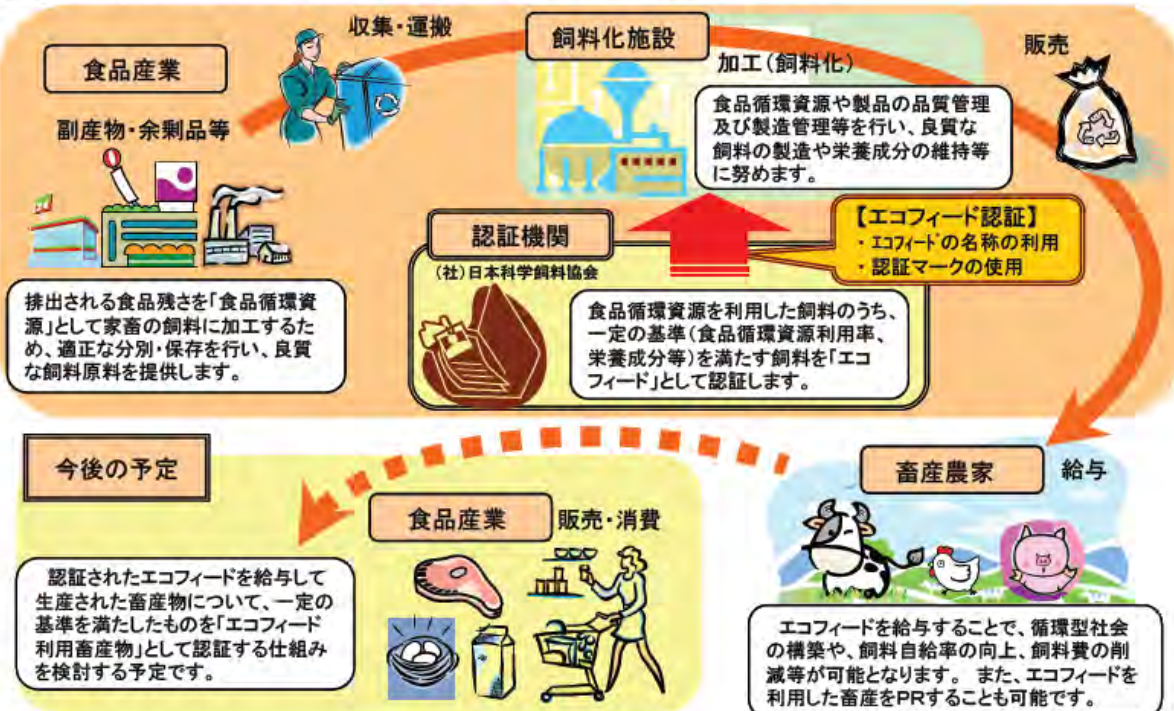 食品産業
副産物・余剰品等
収集・運搬
飼料化施設
加工(飼料化)
食品循環資源や製品の品質管理
及び製造管理等を行い、良質な
飼料の製造や栄養成分の維持等
に努めます。
販売
排出される食品残さを「食品循環資
源」として家畜の飼料に加工するた
め、適正な分別・保存を行い、良質
な飼料原料を提供します。
認証機関
(社)日本科学飼料協会
食品循環資源を利用した飼料のうち、
一定の基準(食品循環資源利用率、
栄養成分等)を満たす飼料を「エコ
フィード」として認証します。
【エコフィード認証】
・エコフィードの名称の利用
・認証マークの使用
畜産農家
給与
エコフィードを給与することで、循環型社会
の構築や、飼料自給率の向上、飼料費の削
減等が可能となります。 また、エコフィードを
利用した畜産をPRすることも可能です。
今後の予定
食品産業
販売・消費
認証されたエコフィードを給与して
生産された畜産物について、一定の
基準を満たしたものを「エコフィード
利用畜産物」として認証する仕組み
を検討する予定です。